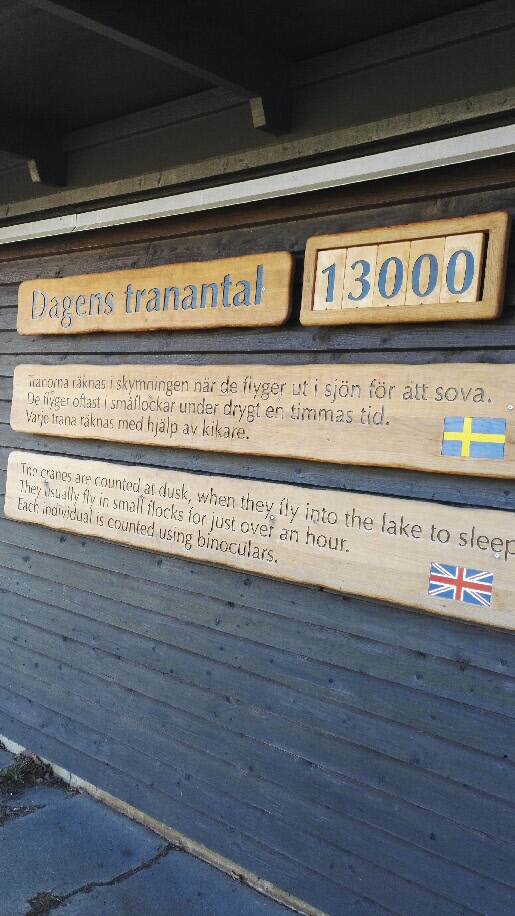 Dagens tranantal 13000
Tranorna räknas i skymningen när de flyger ut i sjön för att sova.
De flyger oftast i småflockar under drygt en timmas tid.
Varje trana räknas med hjälp av kikare.
The cranes are counted at dusk, when they fly into the lake to sleep
They usually fly in small flocks for just over an hour.
Each individual is counted using binoculars.